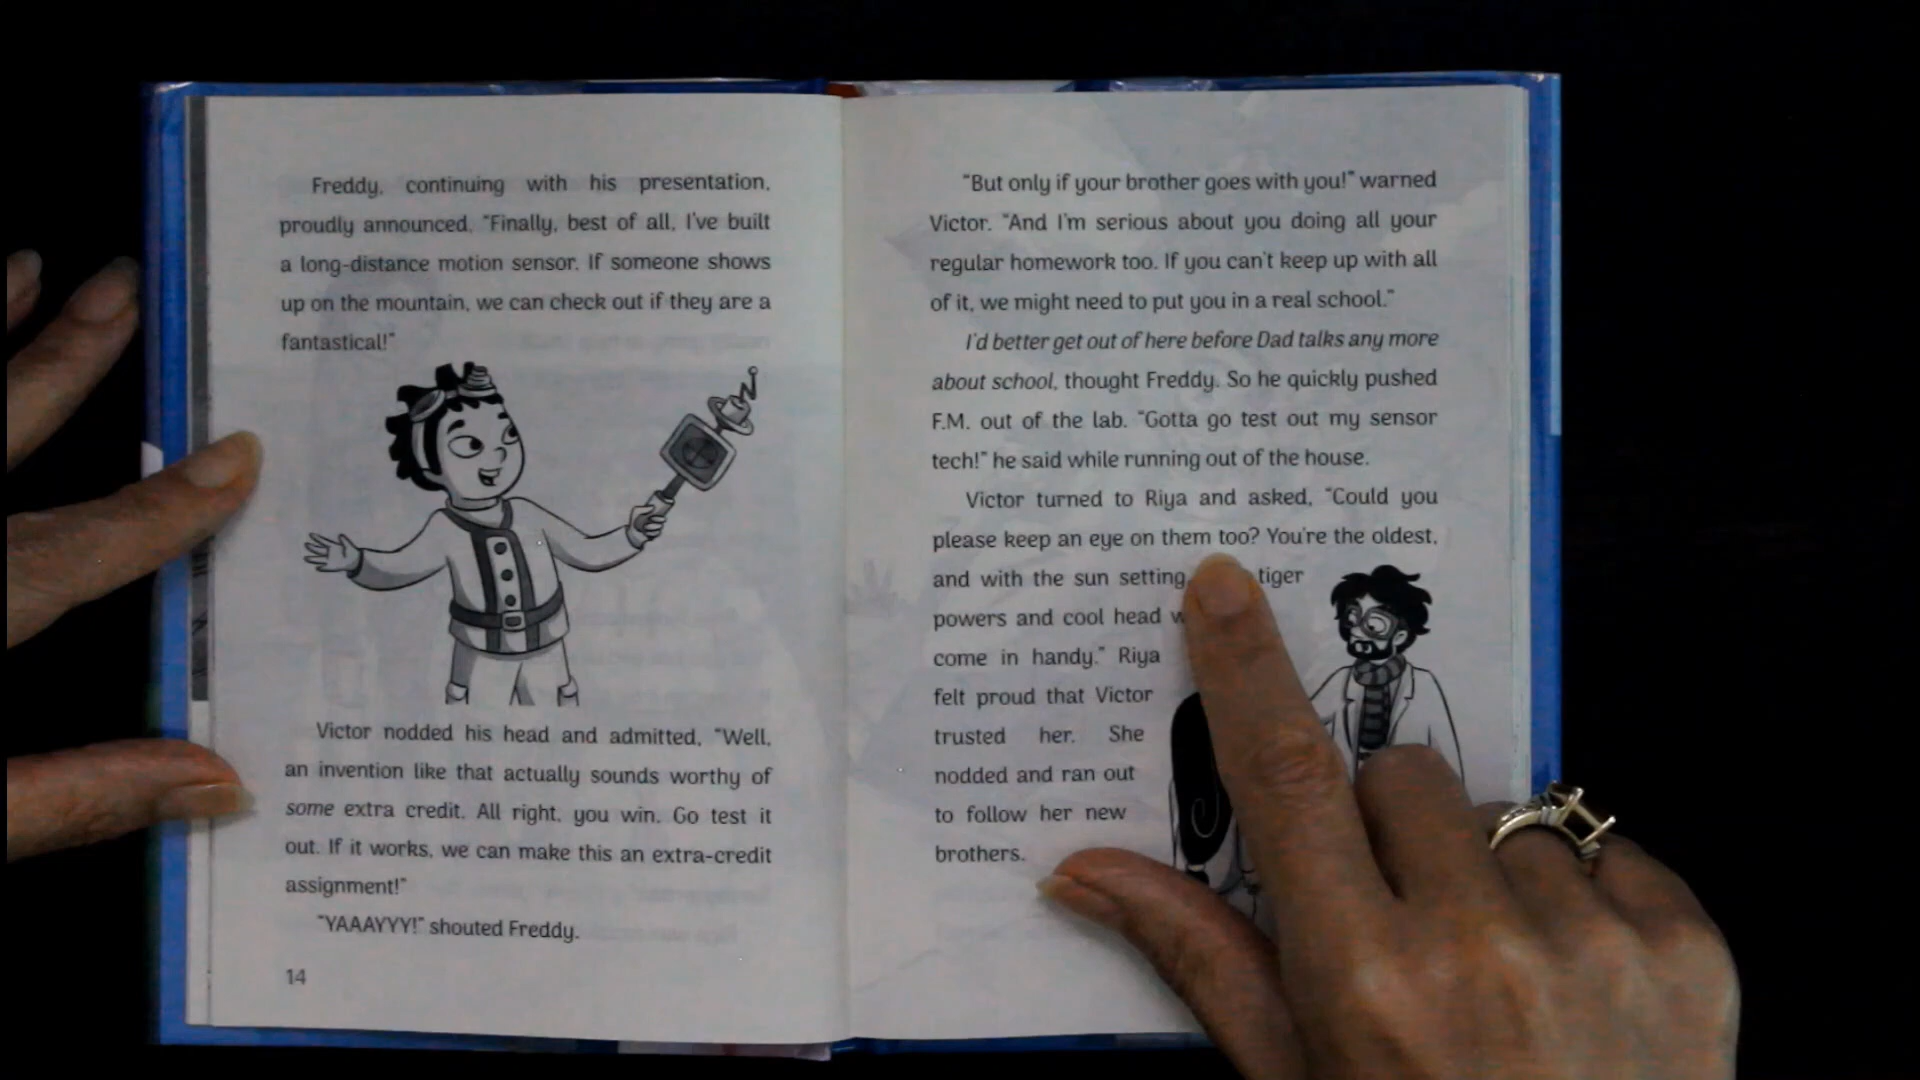 Freddy, continuing with his presentation,
proudly announced, "Finally, best of all, I've built
a long-distance motion sensor. If someone shows
up on the mountain, we can check out if they are a
fantastical!"
Victor nodded his head and admitted, "Well,
an invention like that actually sounds worthy of
some extra credit. All right, you win. Go test it
out. If it works, we can make this an extra-credit
assignment!"
"YAAAYYY!" shouted Freddy.
14
"But only if your brother goes with you!" warned
Victor. "And I'm serious about you doing all your
regular homework too. If you can't keep up with all
of it, we might need to put you in a real school."
I'd better get out of here before Dad talks any more
about school, thought Freddy. So he quickly pushed
F.M. out of the lab. "Gotta go test out my sensor
tech!" he said while running out of the house.
Victor turned to Riya and asked, "Could you
please keep an eye on them too? You're the oldest,
and with the sun setting tiger
powers and cool head
come in handy." Riya
felt proud that Victor
trusted her. She
nodded and ran out
to follow her new
brothers.